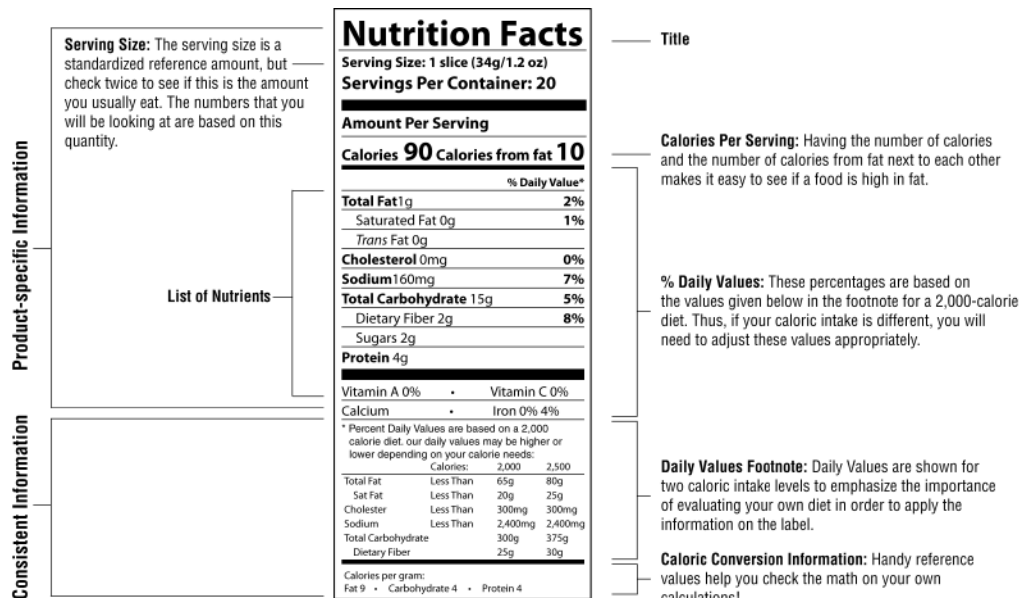 Product-specific Information
Consistent Information
Serving Size: The serving size is a
standardized reference amount, but
check twice to see if this is the amount
you usually eat. The numbers that you
will be looking at are based on this
quantity.
List of Nutrients
Nutrition Facts
Serving Size: 1 slice (34g/1.2 oz)
Servings Per Container: 20
Amount Per Serving
Calories 90 Calories from fat 10
% Daily Value*
Total Fat1g 2%
Saturated Fat 0g 1%
Trans Fat 0g
Cholesterol 0mg 0%
Sodium160mg 7%
Total Carbohydrate 15g 5%
Dietary Fiber 2g 8%
Sugars 2g
Protein 4g
Vitamin A 0% • Vitamin C 0%
Calcium • Iron 0% 4%
* Percent Daily Values are based on a 2,000
calorie diet. our daily values may be higher or
lower depending on your calorie needs:
Calories: 2,000 2,500
Total Fat Less Than 65g 80g
Sat Fat Less Than 20g 25g
Cholester Less Than 300mg 300mg
Sodium Less Than 2,400mg 2,400mg
Total Carbohydrate 300g 375g
Dietary Fiber 25g 30g
Calories per gram:
Fat 9 • Carbohydrate 4 • Protein 4
Title
Calories Per Serving: Having the number of calories
and the number of calories from fat next to each other
makes it easy to see if a food is high in fat.
% Daily Values: These percentages are based on
the values given below in the footnote for a 2,000-calorie
diet. Thus, if your caloric intake is different, you will
need to adjust these values appropriately.
Daily Values Footnote: Daily Values are shown for
two caloric intake levels to emphasize the importance
of evaluating your own diet in order to apply the
information on the label.
Caloric Conversion Information: Handy reference
values help you check the math on your own
calculations!